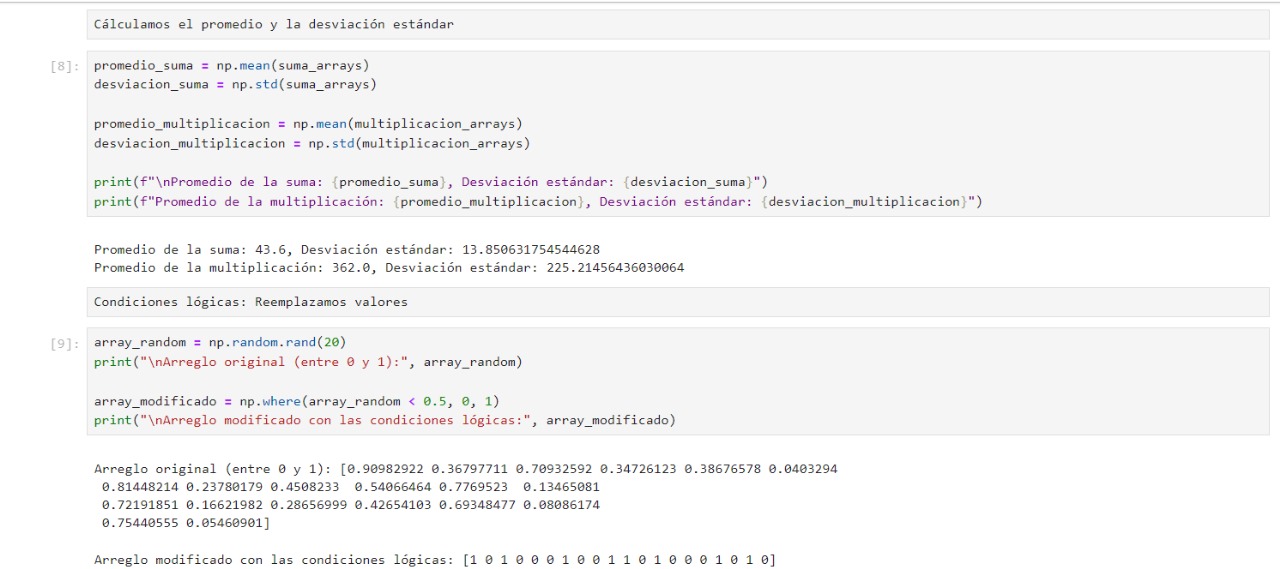 Cálculamos el promedio y la desviación estándar
[8]:
promedio_suma = np.mean(suma_arrays)
desviacion_suma = np.std(suma_arrays)
promedio_multiplicacion = np.mean(multiplicacion_arrays)
desviacion_multiplicacion = np.std(multiplicacion_arrays)
print(f"\nPromedio de la suma: {promedio_suma}, Desviación estándar: {desviacion_suma}")
print(f"Promedio de la multiplicación: {promedio_multiplicacion}, Desviación estándar: {desviacion_multiplicacion}")
Promedio de la suma: 43.6, Desviación estándar: 13.850631754544628
Promedio de la multiplicación: 362.0, Desviación estándar: 225.21456436030064
Condiciones lógicas: Reemplazamos valores
[9]:
array_random = np.random.rand(20)
print("\nArreglo original (entre 0 y 1):", array_random)
array_modificado = np.where(array_random < 0.5, 0, 1)
print("\nArreglo modificado con las condiciones lógicas:", array_modificado)
Arreglo original (entre 0 y 1): [0.90982922 0.36797711 0.70932592 0.34726123 0.38676578 0.0403294
0.81448214 0.23780179 0.4508233  0.54066464 0.7769523  0.13465081
0.72191851 0.16621982 0.28656999 0.42654103 0.69348477 0.08086174
0.75440555 0.05460901]
Arreglo modificado con las condiciones lógicas: [1 0 1 0 0 0 1 0 0 1 1 0 1 0 0 0 1 0 1 0]